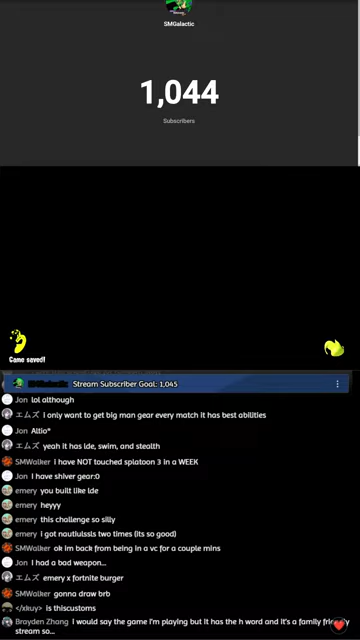 SMGalactic
1,044
Subscribers
Game saved!
SMGalactic Stream Subscriber Goal: 1,045
Jon lol although
エムズ i only want to get big man gear every match it has best abilities
Jon Altio*
エムズ yeah it has lde, swim, and stealth
SMWalker i have NOT touched splatoon 3 in a WEEK
Jon I have shiver gear:0
emery you built like lde
emery heyyy
emery this challenge so silly
emery i got nautiulssls two times (its so good)
SMWalker ok im back from being in a vc for a couple mins
Jon I had a bad weapon...
エムズ emery x fortnite burger
SMWalker gonna draw brb
</xkuy> is thiscustoms
Brayden Zhang I would say the game I'm playing but it has the h word and it's a family friendly
stream so...